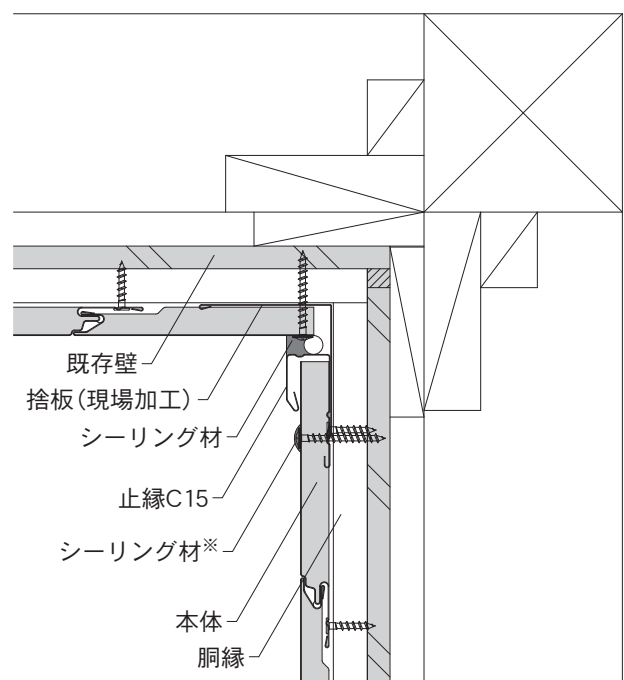 既存壁
捨板（現場加工）
シーリング材
止縁C15
シーリング材※
本体
胴縁